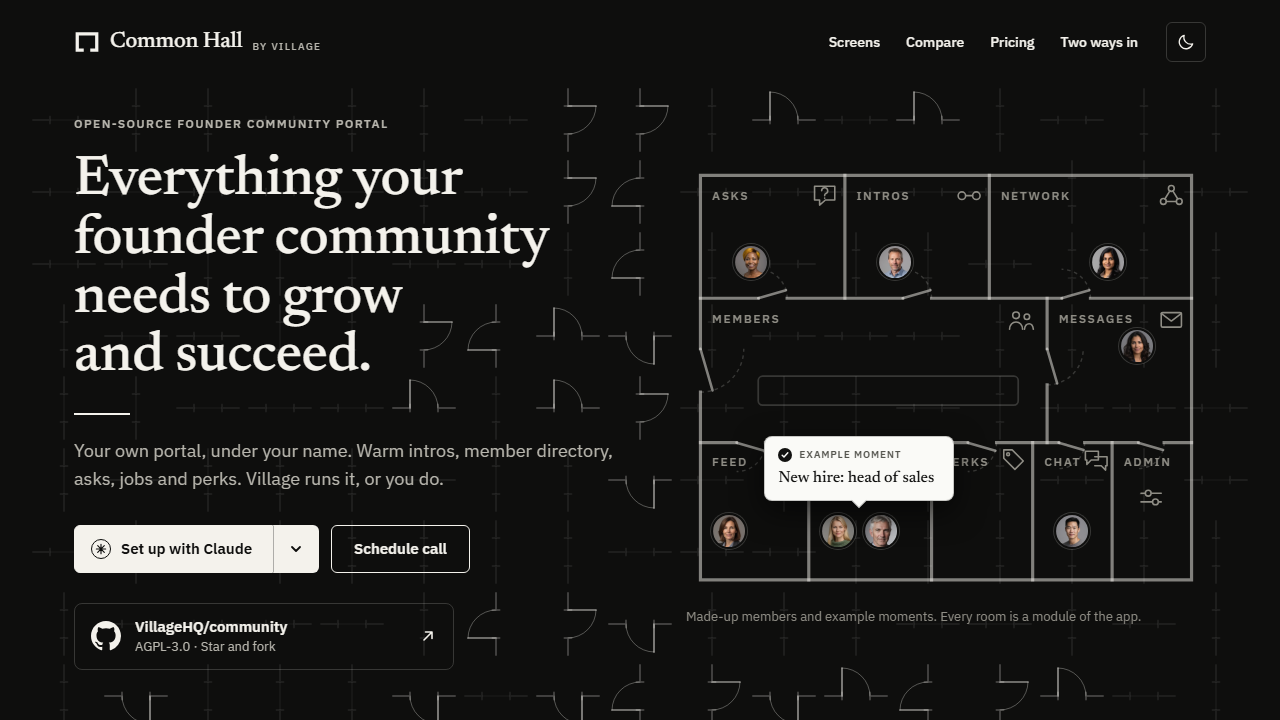 Common Hall BY VILLAGE
Screens Compare Pricing Two ways in
OPEN-SOURCE FOUNDER COMMUNITY PORTAL
Everything your
founder community
needs to grow
and succeed.
Your own portal, under your name. Warm intros, member directory,
asks, jobs and perks. Village runs it, or you do.
Set up with Claude
Schedule call
VillageHQ/community
AGPL-3.0 · Star and fork
ASKS INTROS NETWORK
MEMBERS MESSAGES
EXAMPLE MOMENT
New hire: head of sales
FEED CHAT ADMIN
Made-up members and example moments. Every room is a module of the app.